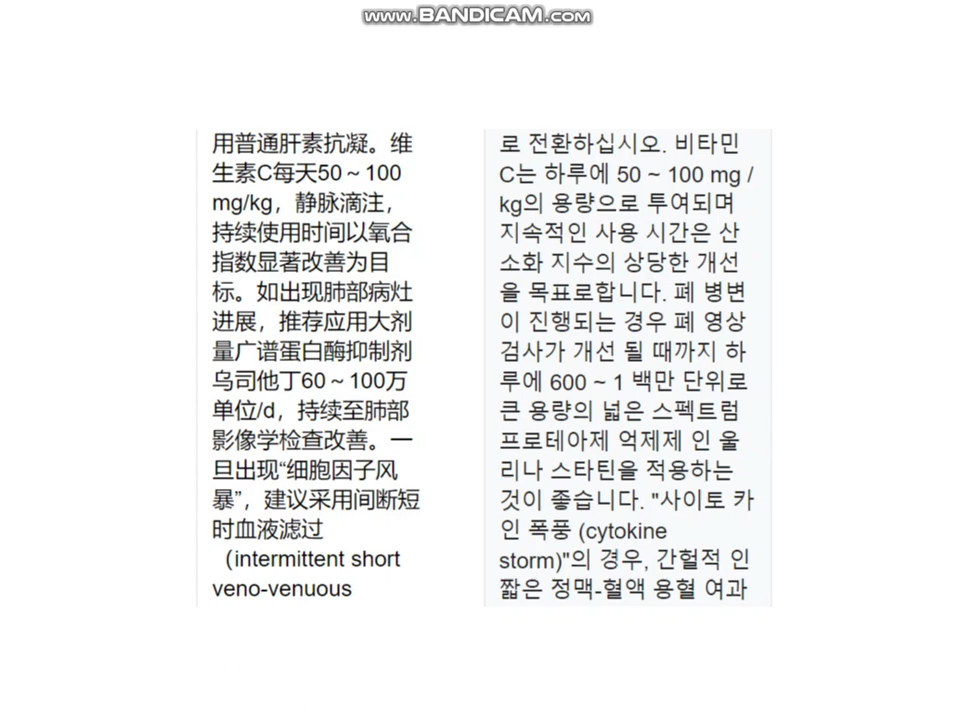 www.BANDICAM.com
用普通肝素抗凝。维
生素C每天50～100
mg/kg，静脉滴注，
持续使用时间以氧合
指数显著改善为目
标。如出现肺部病灶
进展，推荐应用大剂
量广谱蛋白酶抑制剂
乌司他丁60～100万
单位/d，持续至肺部
影像学检查改善。一
旦出现“细胞因子风
暴”，建议采用间断短
时血液滤过
（intermittent short
veno-venuous
로 전환하십시오. 비타민
C는 하루에 50 ~ 100 mg /
kg의 용량으로 투여되며
지속적인 사용 시간은 산
소화 지수의 상당한 개선
을 목표로합니다. 폐 병변
이 진행되는 경우 폐 영상
검사가 개선 될 때까지 하
루에 600 ~ 1 백만 단위로
큰 용량의 넓은 스펙트럼
프로테아제 억제제 인 울
리나 스타틴을 적용하는
것이 좋습니다. "사이토 카
인 폭풍 (cytokine
storm)"의 경우, 간헐적 인
짧은 정맥-혈액 용혈 여과